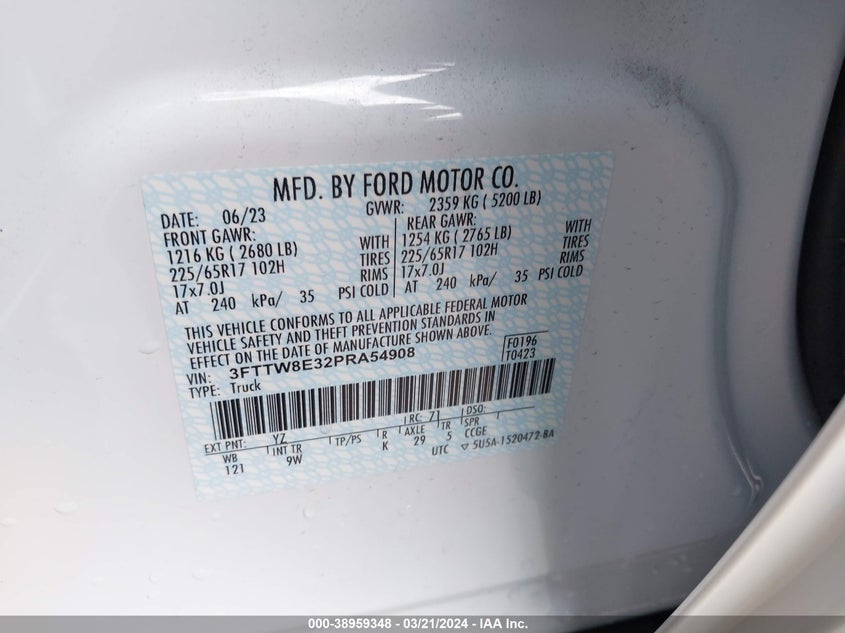 MFD. BY FORD MOTOR CO.
DATE: 06/23 GVWR: 2359 KG ( 5200 LB)
FRONT GAWR: REAR GAWR:
1216 KG ( 2680 LB) WITH 1254 KG ( 2765 LB) WITH
225/65R17 102H TIRES 225/65R17 102H TIRES
17x7.0J RIMS 17x7.0J RIMS
AT 240 kPa/ 35 PSI COLD AT 240 kPa/ 35 PSI COLD
THIS VEHICLE CONFORMS TO ALL APPLICABLE FEDERAL MOTOR
VEHICLE SAFETY AND THEFT PREVENTION STANDARDS IN
EFFECT ON THE DATE OF MANUFACTURE SHOWN ABOVE.
F0196
VIN: 3FTTW8E32PRA54908
T0423
TYPE: Truck
RC: 71 DSO:
EXT PNT: YZ
WB INT TR TP/PS R AXLE TR SPR
121 9W K 29 5 CCGE
UTC ▽ 5U5A-1520472-BA
000-38959348 - 03/21/2024 - IAA Inc.